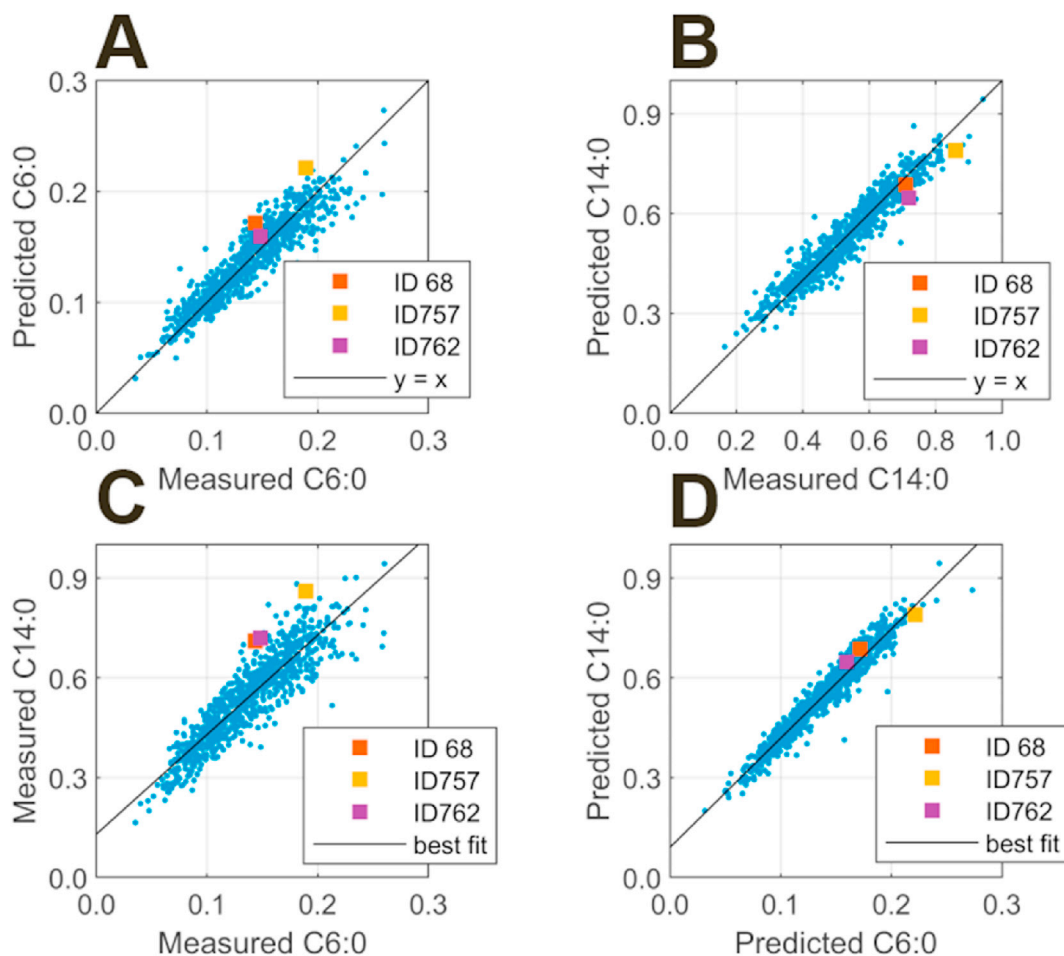 A
0.3
0.2
0.1
0.0
Predicted C6:0
ID 68
ID757
ID762
y = x
0.0 0.1 0.2 0.3
Measured C6:0
B
0.9
0.6
0.3
0.0
Predicted C14:0
ID 68
ID757
ID762
y = x
0.0 0.2 0.4 0.6 0.8 1.0
Measured C14:0
C
0.9
0.6
0.3
0.0
Measured C14:0
ID 68
ID757
ID762
best fit
0.0 0.1 0.2 0.3
Measured C6:0
D
0.9
0.6
0.3
0.0
Predicted C14:0
ID 68
ID757
ID762
best fit
0.0 0.1 0.2 0.3
Predicted C6:0